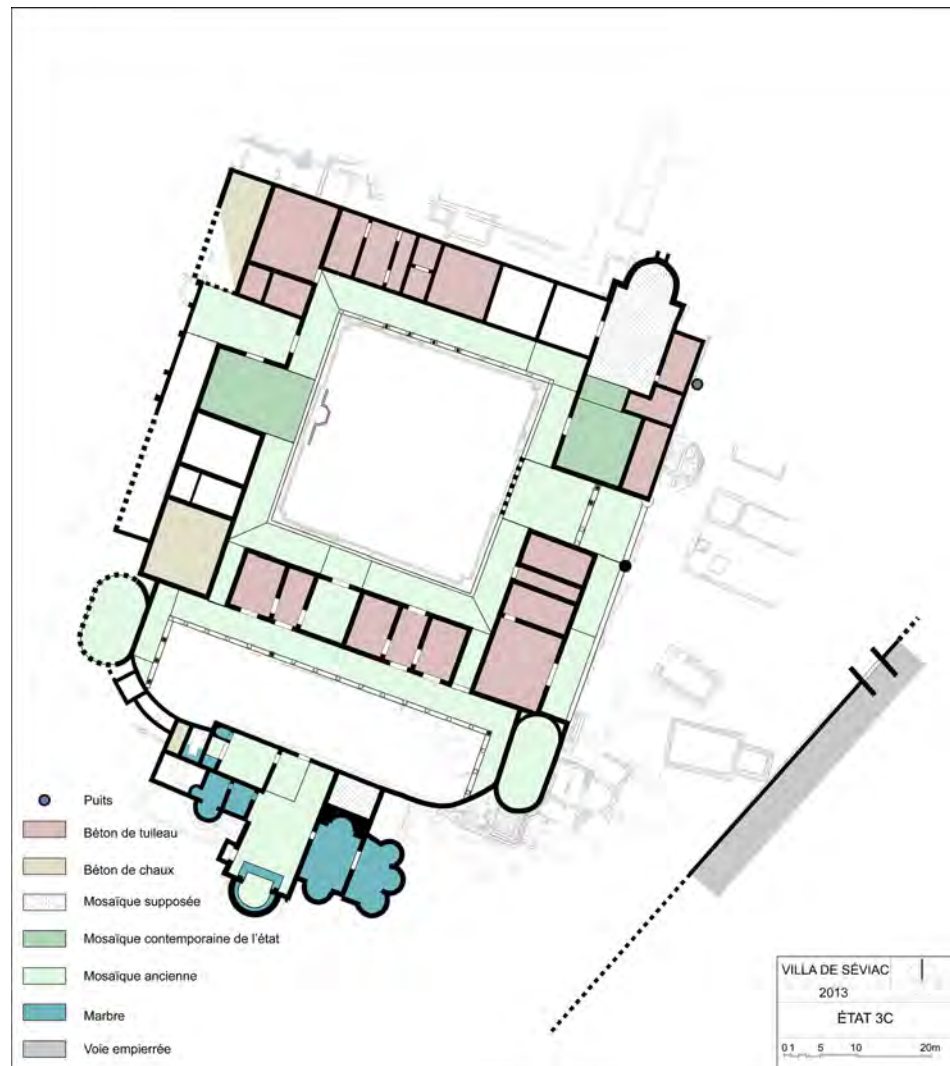 Puits
Béton de tuileau
Béton de chaux
Mosaïque supposée
Mosaïque contemporaine de l'état
Mosaïque ancienne
Marbre
Voie empierrée
VILLA DE SÉVIAC
2013
ÉTAT 3C
0 1 5 10 20m